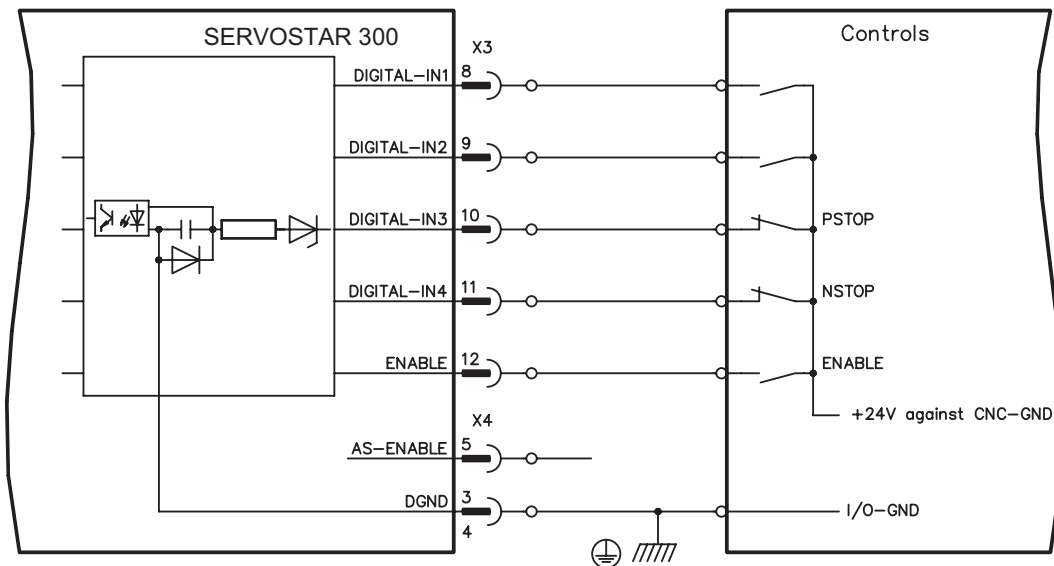 SERVOSTAR 300
X3
Controls
DIGITAL-IN1 8
DIGITAL-IN2 9
DIGITAL-IN3 10 PSTOP
DIGITAL-IN4 11 NSTOP
ENABLE 12 ENABLE
+24V against CNC-GND
X4
AS-ENABLE 5
DGND 3 I/O-GND
4